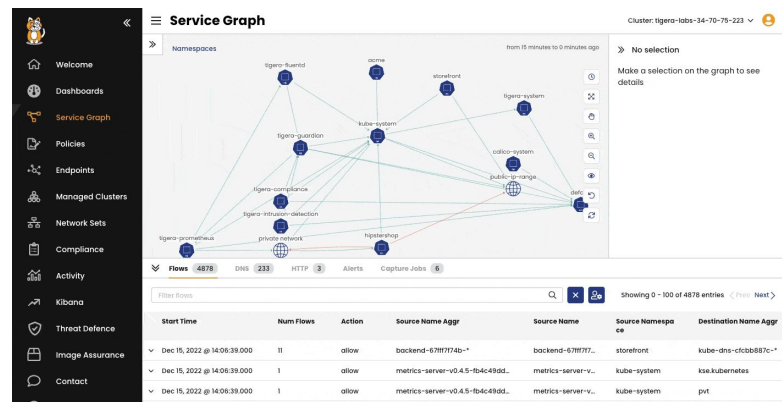 Service Graph
Cluster: tigera-labs-34-70-75-223
Welcome
Dashboards
Service Graph
Policies
Endpoints
Managed Clusters
Network Sets
Compliance
Activity
Kibana
Threat Defence
Image Assurance
Contact
Namespaces
from 15 minutes to 0 minutes ago
tigera-fluentd
acme
storefront
tigera-system
kube-system
tigera-guardian
calico-system
public-ip-range
tigera-compliance
tigera-intrusion-detection
tigera-prometheus
private network
hipstershop
No selection
Make a selection on the graph to see
details
Flows 4878 DNS 233 HTTP 3 Alerts Capture Jobs 6
Filter flows
Showing 0 - 100 of 4878 entries Prev Next
Start Time Num Flows Action Source Name Aggr Source Name Source Namespa
ce Destination Name Aggr
Dec 15, 2022 @ 14:06:39.000 11 allow backend-67fff7f74b-* backend-67fff7f7... storefront kube-dns-cfcbb887c-*
Dec 15, 2022 @ 14:06:39.000 1 allow metrics-server-v0.4.5-fb4c49dd... metrics-server-v... kube-system kse.kubernetes
Dec 15, 2022 @ 14:06:39.000 1 allow metrics-server-v0.4.5-fb4c49dd... metrics-server-v... kube-system pvt